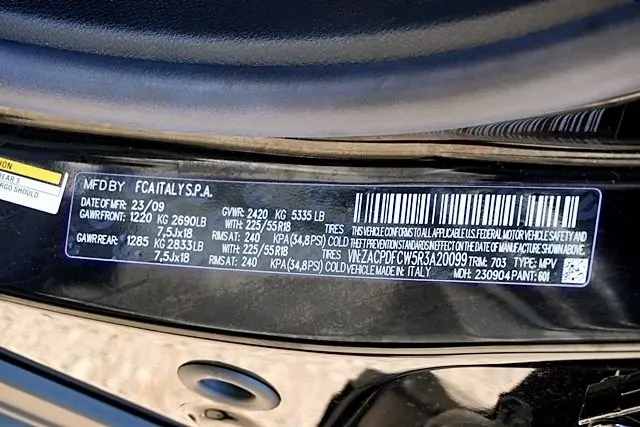 MFD BY FCA ITALY S.P.A.
DATE OF MFR: 23/09 GVWR: 2420 KG 5335 LB
GAWR FRONT: 1220 KG 2690LB WITH: 225/55R18 TIRES
7,5Jx18 RIMS AT: 240 KPA(34,8PSI) COLD
GAWR REAR: 1285 KG 2833LB WITH: 225/55R18 TIRES
7,5Jx18 RIMS AT: 240 KPA(34,8PSI) COLD
THIS VEHICLE CONFORMS TO ALL APPLICABLE U.S. FEDERAL MOTOR VEHICLE SAFETY, BUMPER AND
THEFT PREVENTION STANDARDS IN EFFECT ON THE DATE OF MANUFACTURE SHOWN ABOVE.
VIN: ZACPDFCW5R3A20099 TRIM: 703 TYPE: MPV
VEHICLE MADE IN: ITALY MDH: 230904 PAINT: 601